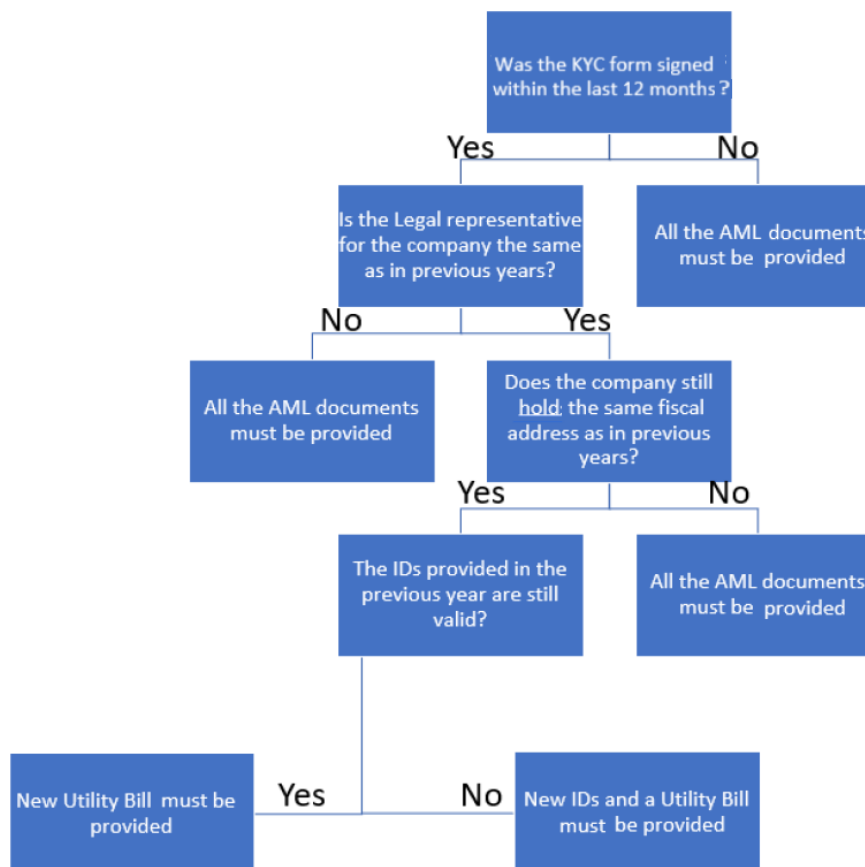 Was the KYC form signed
within the last 12 months ?
Yes
No
Is the Legal representative
for the company the same
as in previous years?
All the AML documents
must be provided
No
Yes
All the AML documents
must be provided
Does the company still
hold: the same fiscal
address as in previous
years?
Yes
No
The IDs provided in the
previous year are still
valid?
All the AML documents
must be provided
Yes
No
New Utility Bill must be
provided
New IDs and a Utility Bill
must be provided